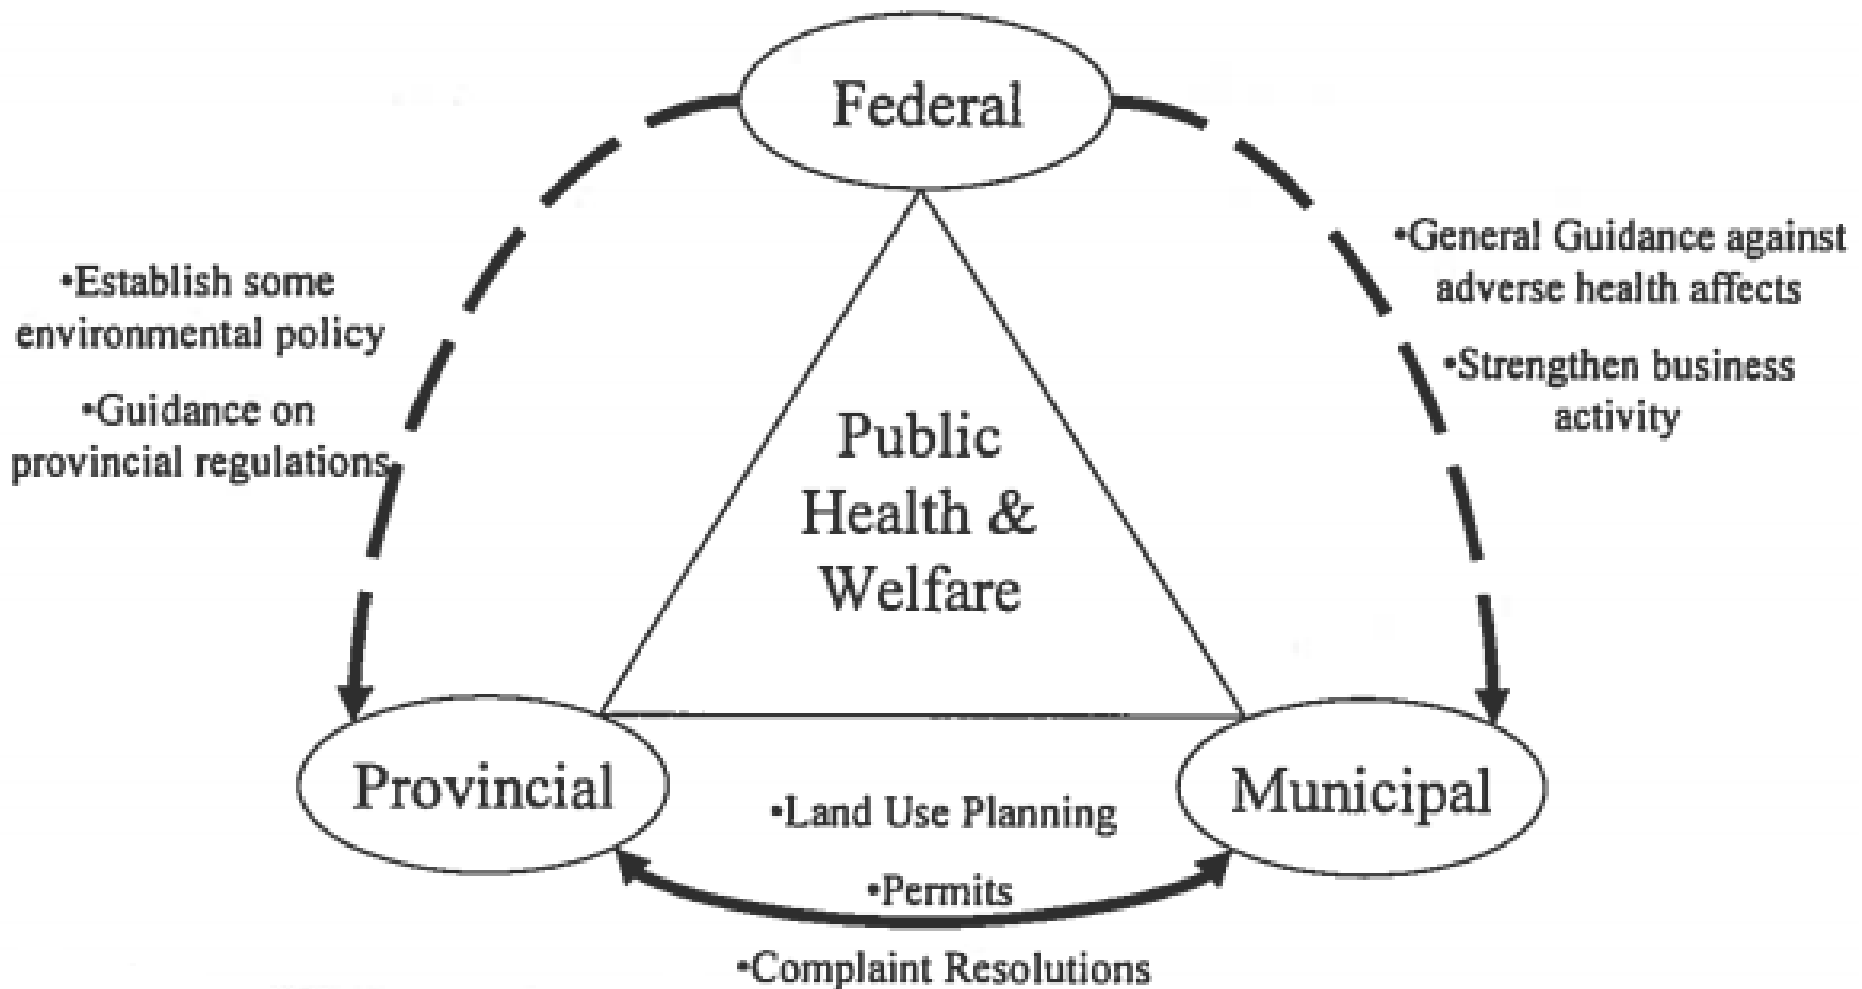 Federal
•Establish some
environmental policy
•Guidance on
provincial regulations
•General Guidance against
adverse health affects
•Strengthen business
activity
Public
Health &
Welfare
Provincial
Municipal
•Land Use Planning
•Permits
•Complaint Resolutions